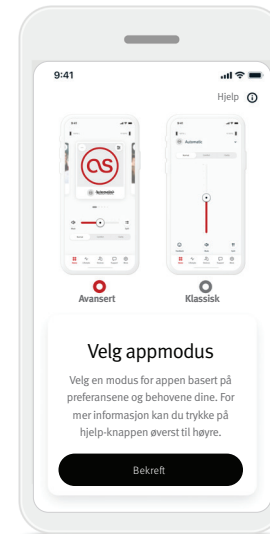 9:41
Hjelp
Automatic
Avansert
Klassisk
Velg appmodus
Velg en modus for appen basert på
preferansene og behovene dine. For
mer informasjon kan du trykke på
hjelp-knappen øverst til høyre.
Bekreft